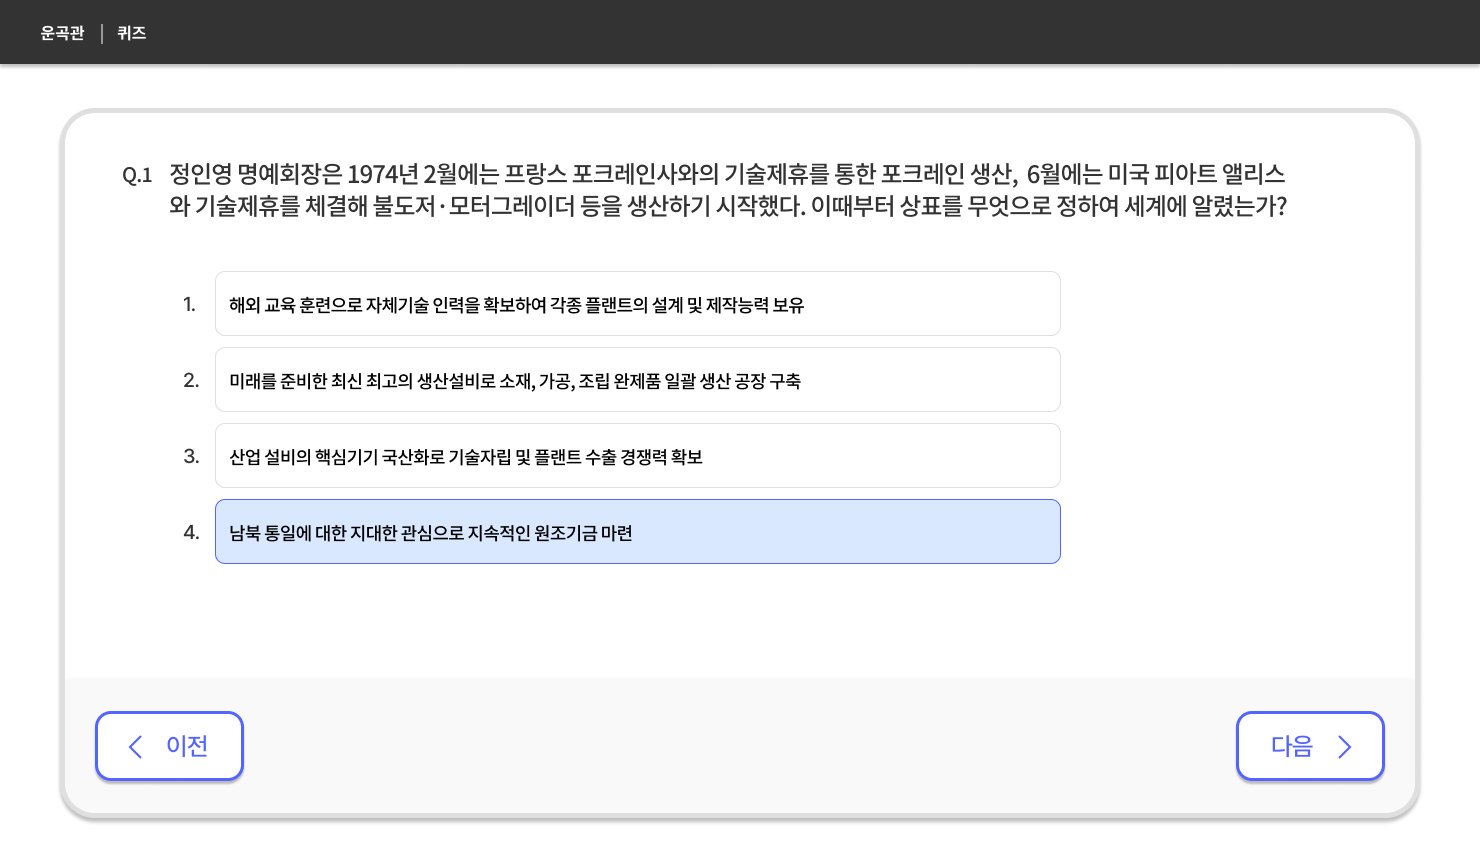 운곡관 | 퀴즈
Q.1 정인영 명예회장은 1974년 2월에는 프랑스 포크레인사와의 기술제휴를 통한 포크레인 생산, 6월에는 미국 피아트 앨리스
와 기술제휴를 체결해 불도저·모터그레이더 등을 생산하기 시작했다. 이때부터 상표를 무엇으로 정하여 세계에 알렸는가?
1. 해외 교육 훈련으로 자체기술 인력을 확보하여 각종 플랜트의 설계 및 제작능력 보유
2. 미래를 준비한 최신 최고의 생산설비로 소재, 가공, 조립 완제품 일괄 생산 공장 구축
3. 산업 설비의 핵심기기 국산화로 기술자립 및 플랜트 수출 경쟁력 확보
4. 남북 통일에 대한 지대한 관심으로 지속적인 원조기금 마련
이전
다음